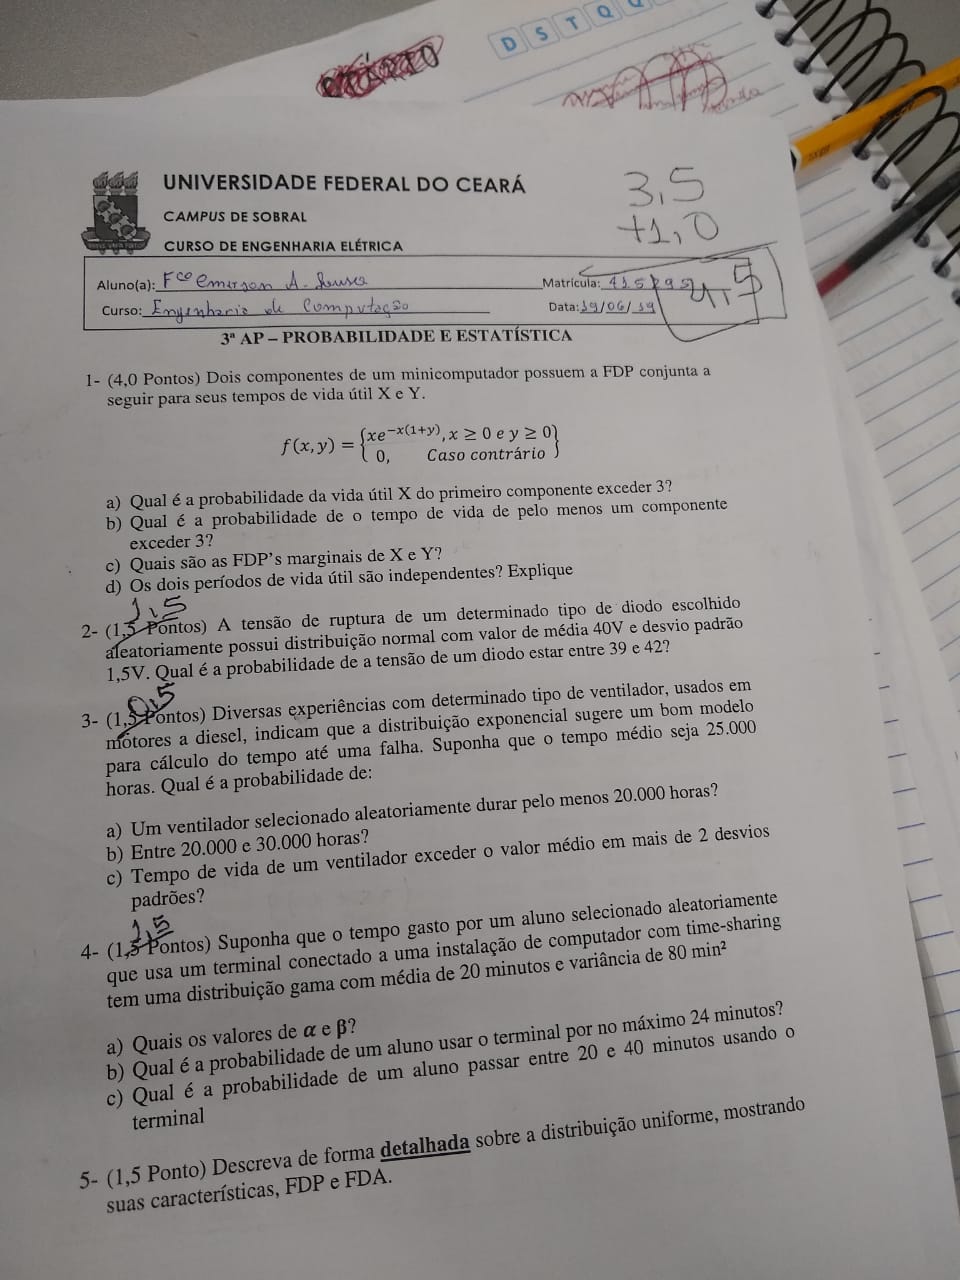 D S T Q Q
UNIVERSIDADE FEDERAL DO CEARÁ
CAMPUS DE SOBRAL
CURSO DE ENGENHARIA ELÉTRICA
3,5
+1,0
4,5
Aluno(a): Fco Emerson A. Sousa Matrícula: 415295
Curso: Engenharia de Computação Data: 19/06/19
3ª AP – PROBABILIDADE E ESTATÍSTICA
1- (4,0 Pontos) Dois componentes de um minicomputador possuem a FDP conjunta a
seguir para seus tempos de vida útil X e Y.
f(x, y) = {xe^{-x(1+y)}, x ≥ 0 e y ≥ 0}
0, Caso contrário
a) Qual é a probabilidade da vida útil X do primeiro componente exceder 3?
b) Qual é a probabilidade de o tempo de vida de pelo menos um componente
exceder 3?
c) Quais são as FDP's marginais de X e Y?
d) Os dois períodos de vida útil são independentes? Explique
1,5
2- (1,5 Pontos) A tensão de ruptura de um determinado tipo de diodo escolhido
aleatoriamente possui distribuição normal com valor de média 40V e desvio padrão
1,5V. Qual é a probabilidade de a tensão de um diodo estar entre 39 e 42?
0,5
3- (1,5 Pontos) Diversas experiências com determinado tipo de ventilador, usados em
motores a diesel, indicam que a distribuição exponencial sugere um bom modelo
para cálculo do tempo até uma falha. Suponha que o tempo médio seja 25.000
horas. Qual é a probabilidade de:
a) Um ventilador selecionado aleatoriamente durar pelo menos 20.000 horas?
b) Entre 20.000 e 30.000 horas?
c) Tempo de vida de um ventilador exceder o valor médio em mais de 2 desvios
padrões?
1,5
4- (1,5 Pontos) Suponha que o tempo gasto por um aluno selecionado aleatoriamente
que usa um terminal conectado a uma instalação de computador com time-sharing
tem uma distribuição gama com média de 20 minutos e variância de 80 min²
a) Quais os valores de α e β?
b) Qual é a probabilidade de um aluno usar o terminal por no máximo 24 minutos?
c) Qual é a probabilidade de um aluno passar entre 20 e 40 minutos usando o
terminal
5- (1,5 Ponto) Descreva de forma detalhada sobre a distribuição uniforme, mostrando
suas características, FDP e FDA.